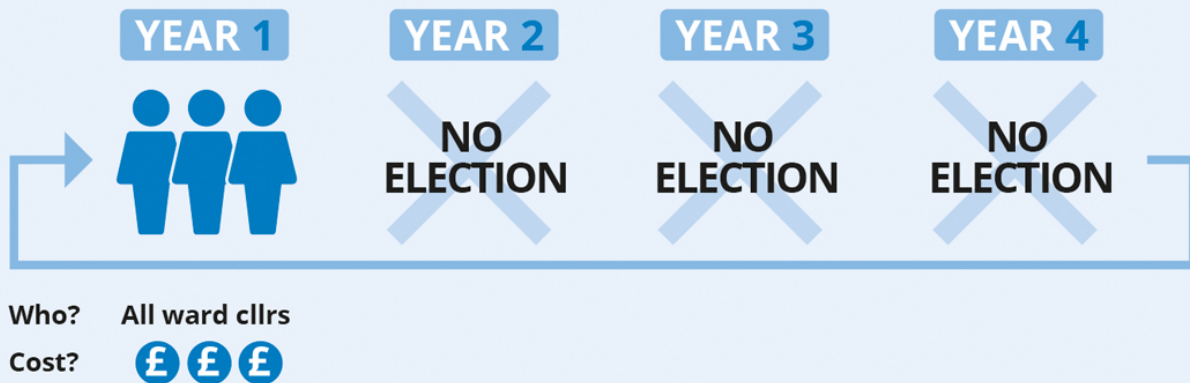 YEAR 1 YEAR 2 YEAR 3 YEAR 4
NO NO NO
ELECTION ELECTION ELECTION
Who? All ward cllrs
Cost? £ £ £